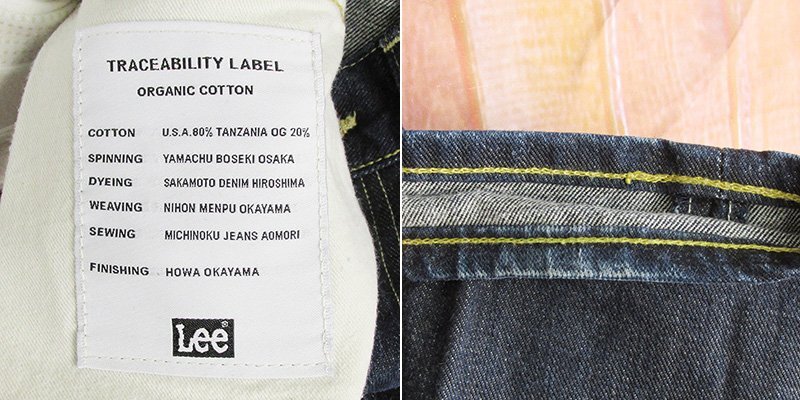 TRACEABILITY LABEL
ORGANIC COTTON
COTTON U.S.A.80% TANZANIA OG 20%
SPINNING YAMACHU BOSEKI OSAKA
DYEING SAKAMOTO DENIM HIROSHIMA
WEAVING NIHON MENPU OKAYAMA
SEWING MICHINOKU JEANS AOMORI
FINISHING HOWA OKAYAMA
Lee®